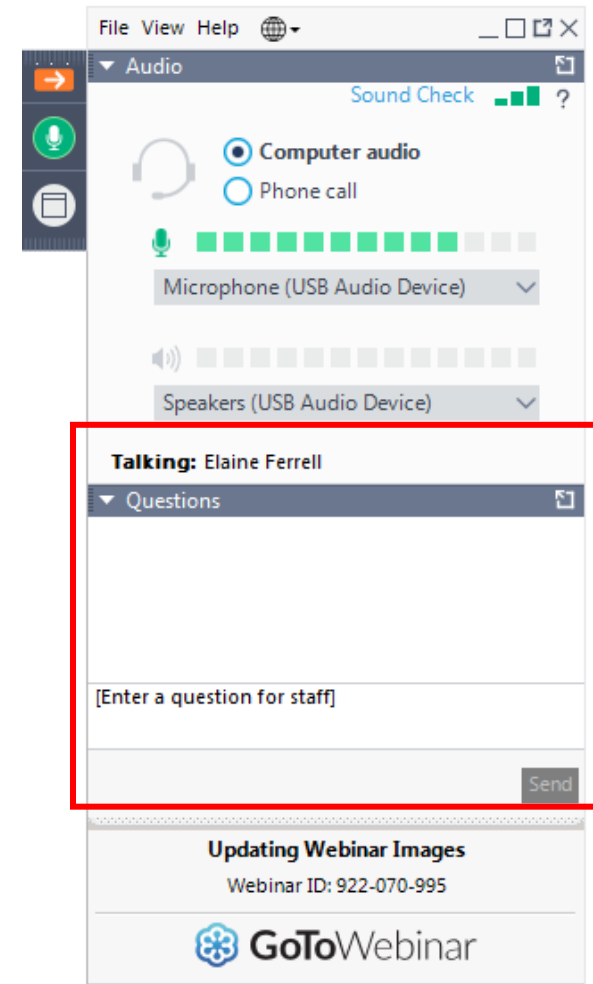 File View Help
Audio
Sound Check ?
Computer audio
Phone call
Microphone (USB Audio Device)
Speakers (USB Audio Device)
Talking: Elaine Ferrell
Questions
[Enter a question for staff]
Send
Updating Webinar Images
Webinar ID: 922-070-995
GoToWebinar